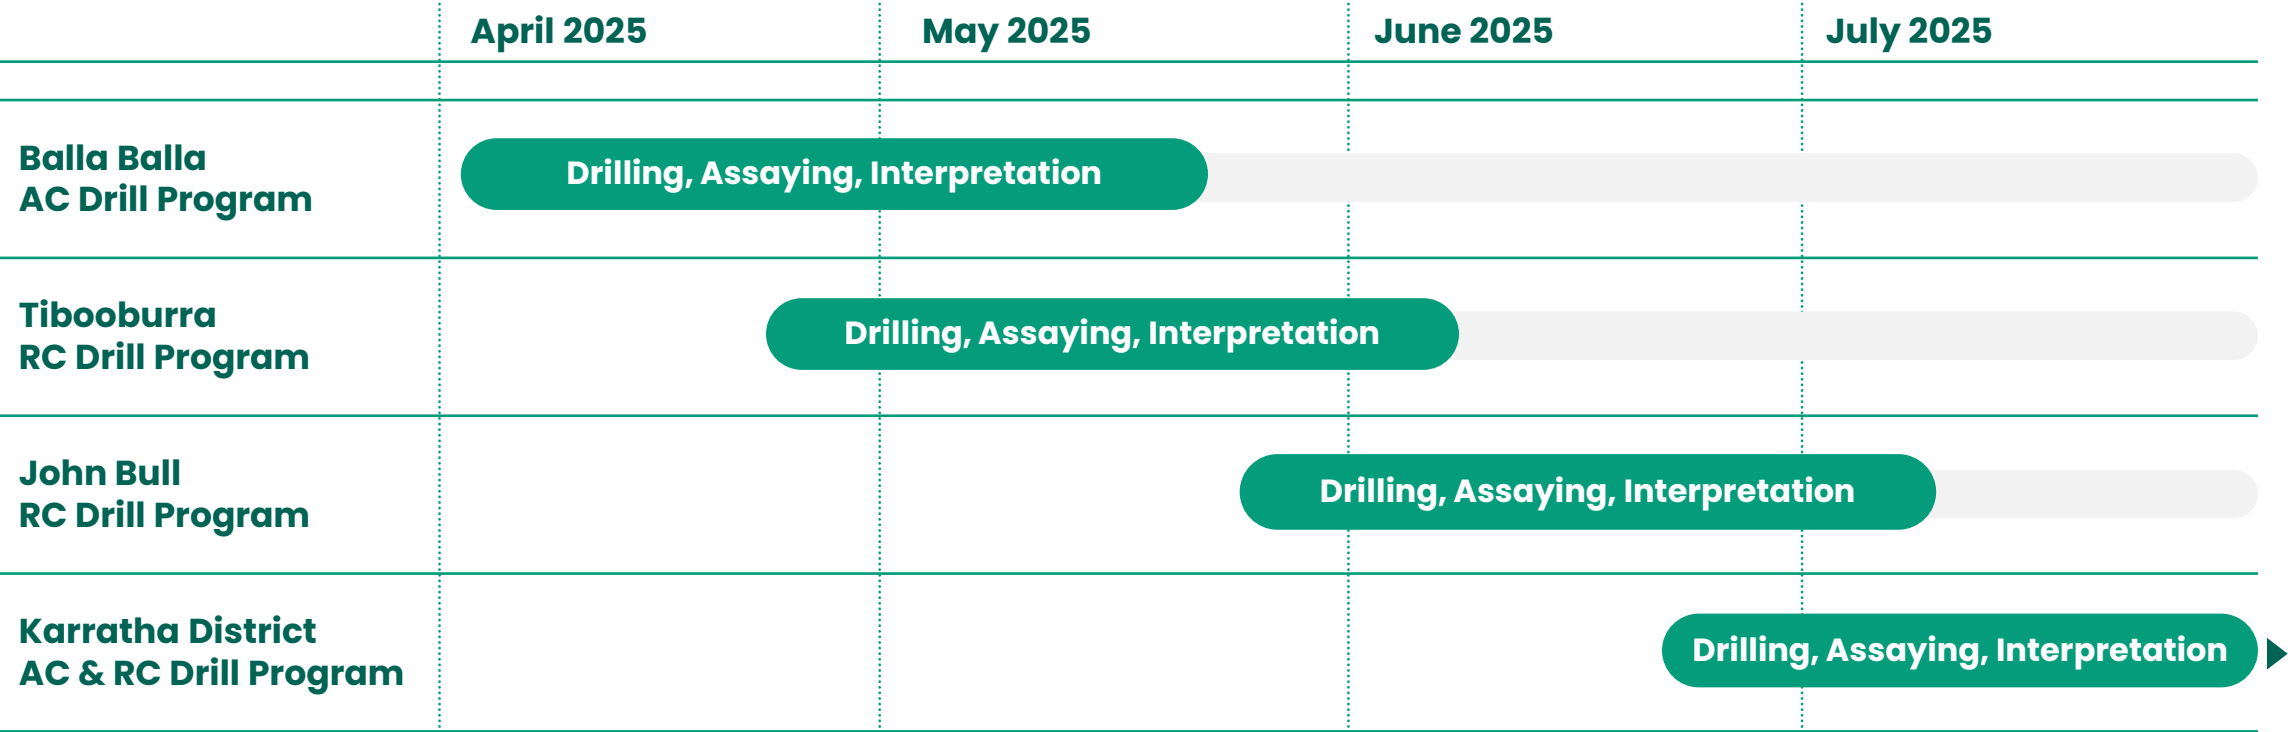 April 2025
May 2025
June 2025
July 2025
Balla Balla
AC Drill Program
Drilling, Assaying, Interpretation
Tibooburra
RC Drill Program
Drilling, Assaying, Interpretation
John Bull
RC Drill Program
Drilling, Assaying, Interpretation
Karratha District
AC & RC Drill Program
Drilling, Assaying, Interpretation